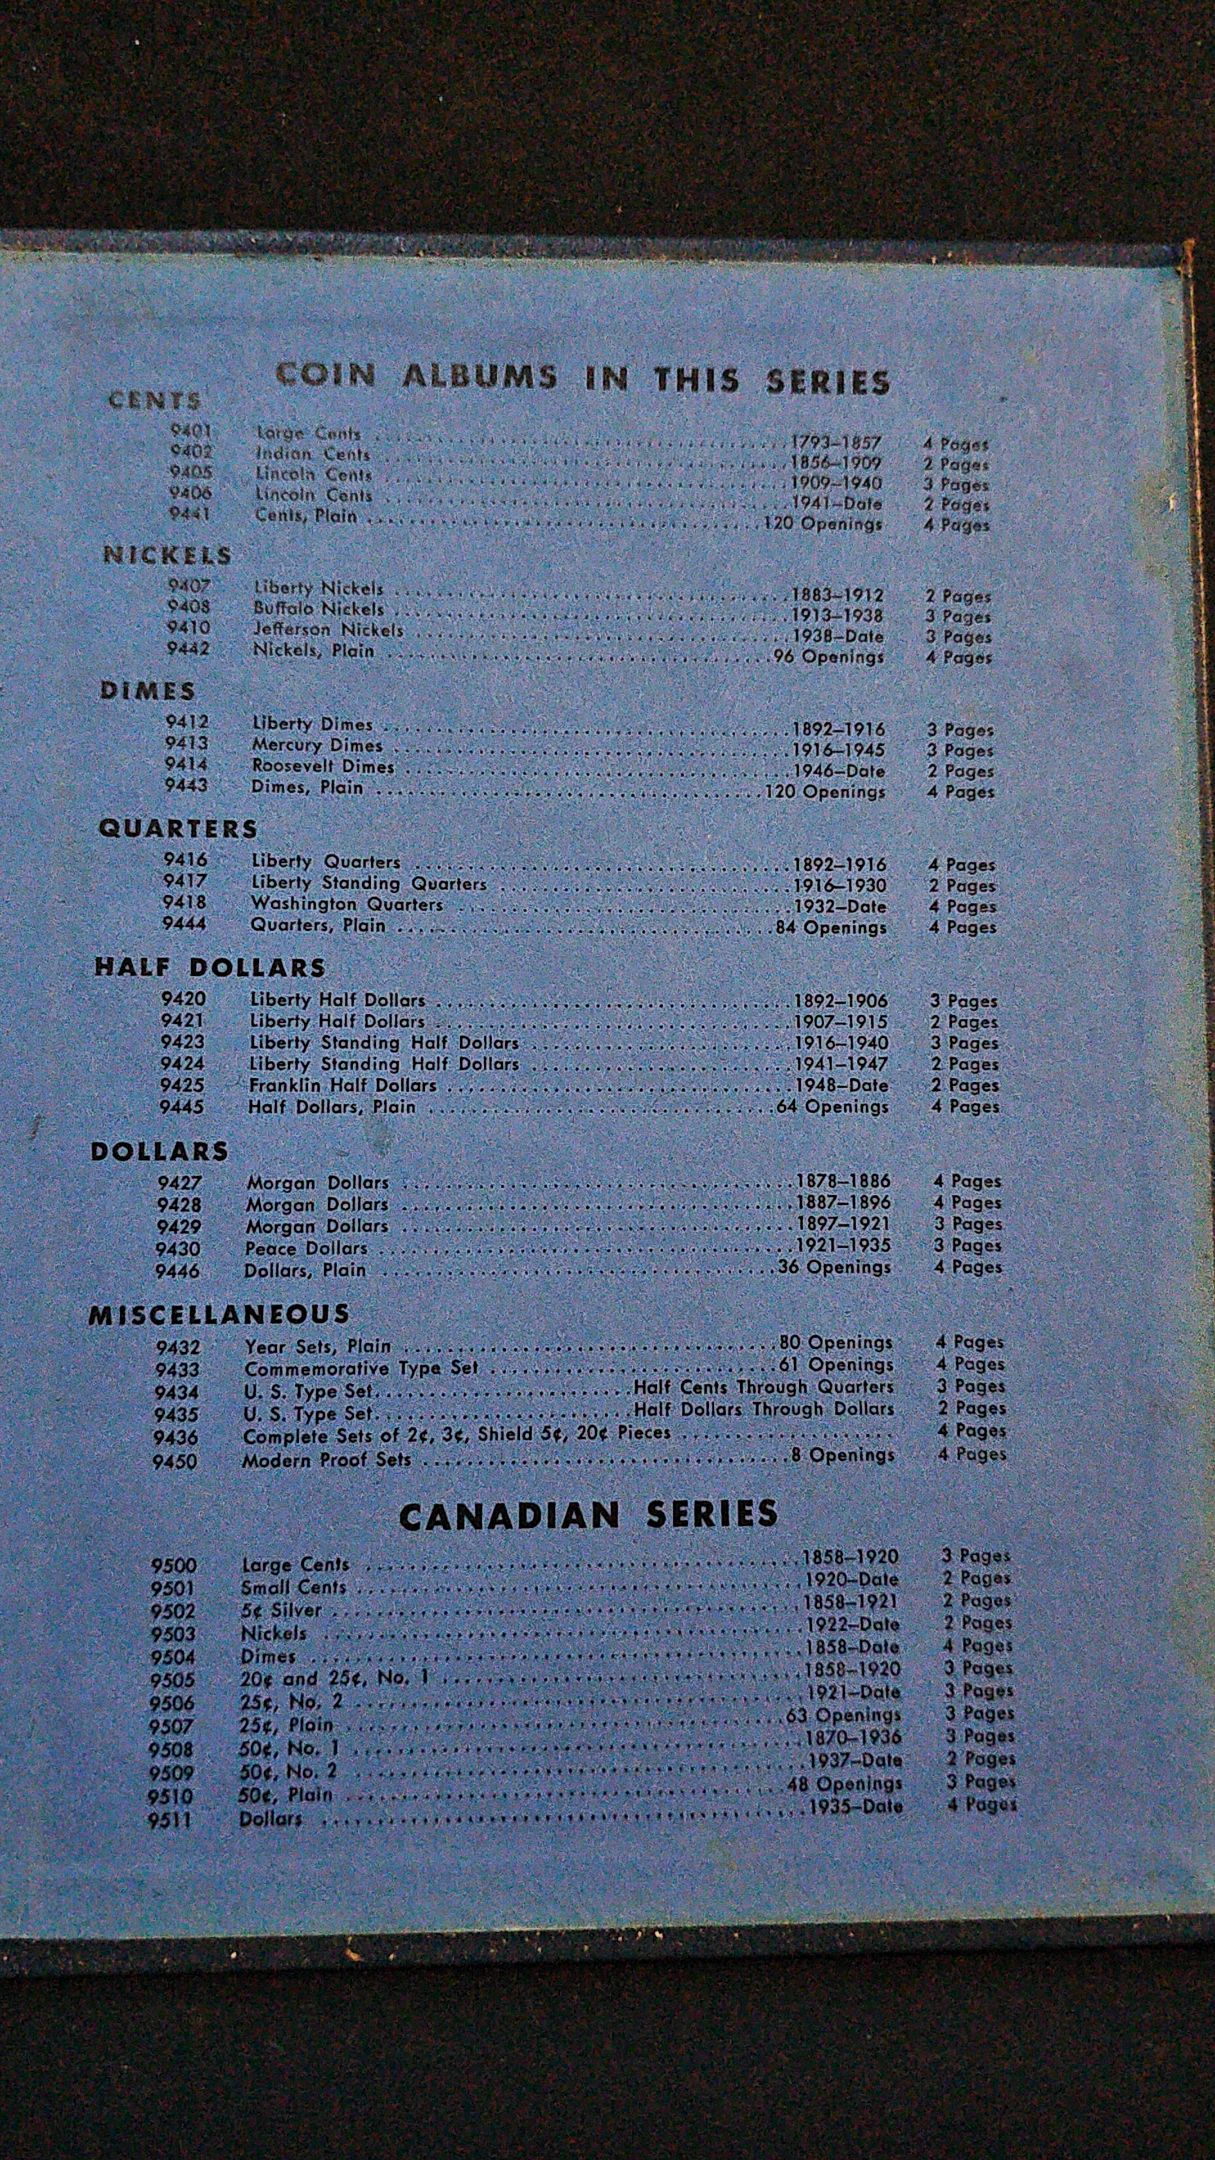 COIN ALBUMS IN THIS SERIES
CENTS
9401 Large Cents 1793–1857 4 Pages
9402 Indian Cents 1856–1909 2 Pages
9405 Lincoln Cents 1909–1940 3 Pages
9406 Lincoln Cents 1941–Date 2 Pages
9441 Cents, Plain 120 Openings 4 Pages
NICKELS
9407 Liberty Nickels 1883–1912 2 Pages
9408 Buffalo Nickels 1913–1938 3 Pages
9410 Jefferson Nickels 1938–Date 3 Pages
9442 Nickels, Plain 96 Openings 4 Pages
DIMES
9412 Liberty Dimes 1892–1916 3 Pages
9413 Mercury Dimes 1916–1945 3 Pages
9414 Roosevelt Dimes 1946–Date 2 Pages
9443 Dimes, Plain 120 Openings 4 Pages
QUARTERS
9416 Liberty Quarters 1892–1916 4 Pages
9417 Liberty Standing Quarters 1916–1930 2 Pages
9418 Washington Quarters 1932–Date 4 Pages
9444 Quarters, Plain 84 Openings 4 Pages
HALF DOLLARS
9420 Liberty Half Dollars 1892–1906 3 Pages
9421 Liberty Half Dollars 1907–1915 2 Pages
9423 Liberty Standing Half Dollars 1916–1940 3 Pages
9424 Liberty Standing Half Dollars 1941–1947 2 Pages
9425 Franklin Half Dollars 1948–Date 2 Pages
9445 Half Dollars, Plain 64 Openings 4 Pages
DOLLARS
9427 Morgan Dollars 1878–1886 4 Pages
9428 Morgan Dollars 1887–1896 4 Pages
9429 Morgan Dollars 1897–1921 3 Pages
9430 Peace Dollars 1921–1935 3 Pages
9446 Dollars, Plain 36 Openings 4 Pages
MISCELLANEOUS
9432 Year Sets, Plain 80 Openings 4 Pages
9433 Commemorative Type Set 61 Openings 4 Pages
9434 U. S. Type Set Half Cents Through Quarters 3 Pages
9435 U. S. Type Set Half Dollars Through Dollars 2 Pages
9436 Complete Sets of 2¢, 3¢, Shield 5¢, 20¢ Pieces 4 Pages
9450 Modern Proof Sets 8 Openings 4 Pages
CANADIAN SERIES
9500 Large Cents 1858–1920 3 Pages
9501 Small Cents 1920–Date 2 Pages
9502 5¢ Silver 1858–1921 2 Pages
9503 Nickels 1922–Date 2 Pages
9504 Dimes 1858–Date 4 Pages
9505 20¢ and 25¢, No. 1 1858–1920 3 Pages
9506 25¢, No. 2 1921–Date 3 Pages
9507 25¢, Plain 63 Openings 3 Pages
9508 50¢, No. 1 1870–1936 3 Pages
9509 50¢, No. 2 1937–Date 2 Pages
9510 50¢, Plain 48 Openings 3 Pages
9511 Dollars 1935–Date 4 Pages